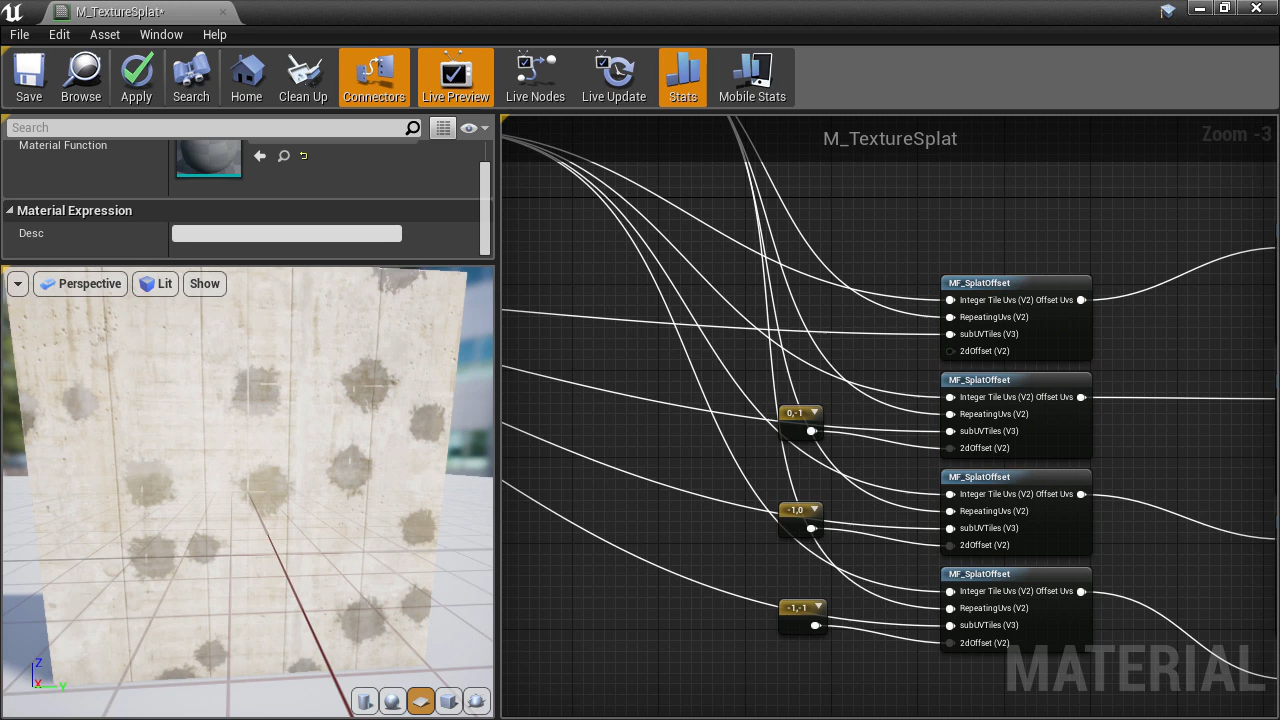 M_TextureSplat*
File Edit Asset Window Help
Save Browse Apply Search Home Clean Up Connectors Live Preview Live Nodes Live Update Stats Mobile Stats
Search
Material Function
Material Expression
Desc
Perspective Lit Show
Z
X Y
M_TextureSplat
Zoom -3
MF_SplatOffset
Integer Tile Uvs (V2) Offset Uvs
RepeatingUvs (V2)
subUVTiles (V3)
2dOffset (V2)
0,-1
MF_SplatOffset
Integer Tile Uvs (V2) Offset Uvs
RepeatingUvs (V2)
subUVTiles (V3)
2dOffset (V2)
-1,0
MF_SplatOffset
Integer Tile Uvs (V2) Offset Uvs
RepeatingUvs (V2)
subUVTiles (V3)
2dOffset (V2)
-1,-1
MF_SplatOffset
Integer Tile Uvs (V2) Offset Uvs
RepeatingUvs (V2)
subUVTiles (V3)
2dOffset (V2)
MATERIAL